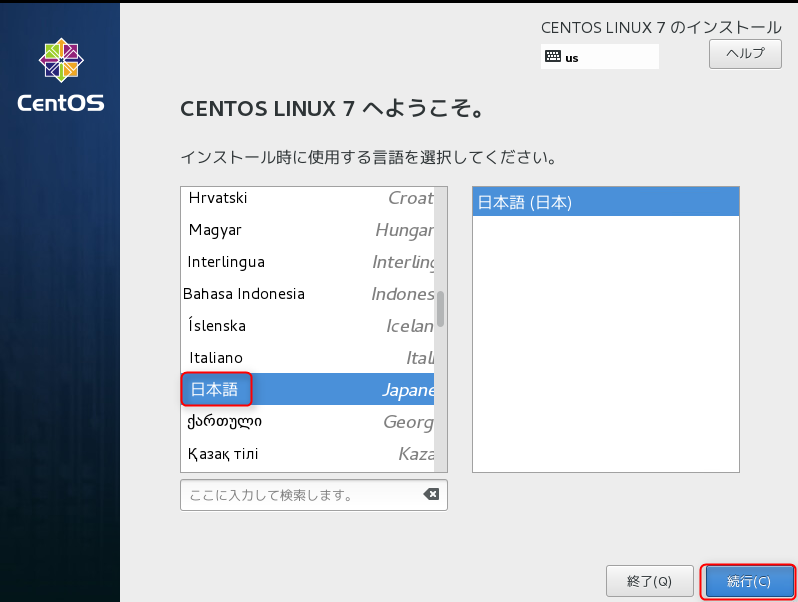 CentOS
CENTOS LINUX 7 のインストール
us
ヘルプ
CENTOS LINUX 7 へようこそ。
インストール時に使用する言語を選択してください。
Hrvatski Croat
Magyar Hungar
Interlingua Interling
Bahasa Indonesia Indones
Íslenska Icelan
Italiano Itali
日本語 Japane
ქართული Georg
Қазақ тілі Kaza
日本語 (日本)
ここに入力して検索します。
終了(Q)
続行(C)